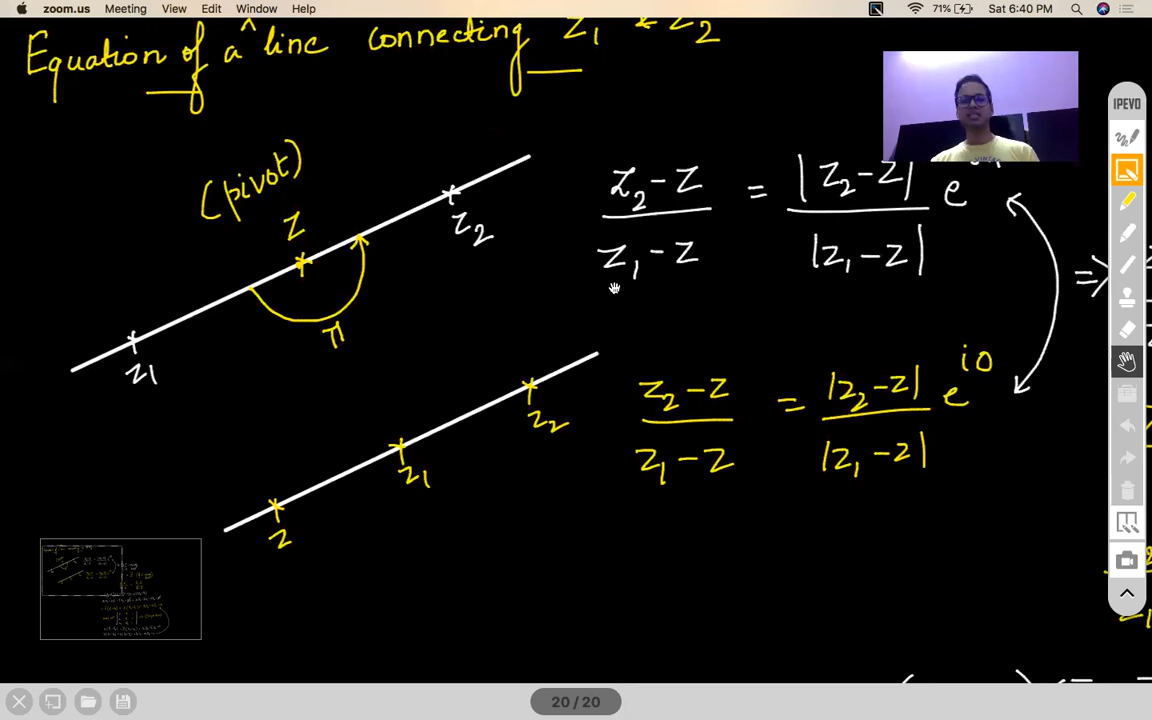 zoom.us Meeting View Edit Window Help 71% Sat 6:40 PM
Equation of a ^ line connecting z1 & z2
IPEVO
(pivot)
z
z2
z1
π
z2 - z / z1 - z = |z2 - z| / |z1 - z| e
=>
z2 - z / z1 - z = |z2 - z| / |z1 - z| e^i0
z2
z1
z
20 / 20